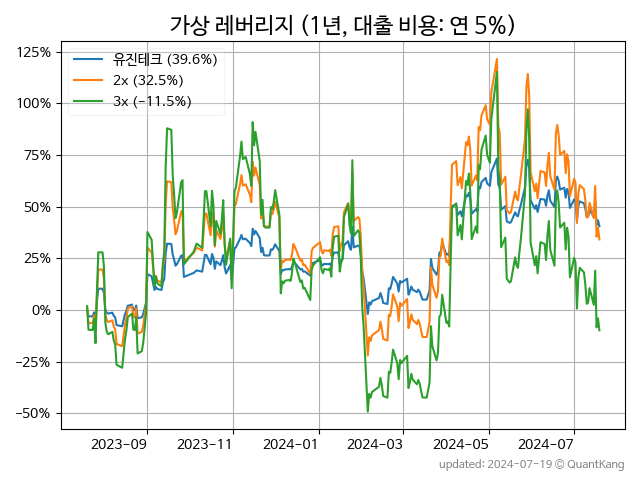 가상 레버리지 (1년, 대출 비용: 연 5%)
유진테크 (39.6%)
2x (32.5%)
3x (−11.5%)
125%
100%
75%
50%
25%
0%
−25%
−50%
2023-09
2023-11
2024-01
2024-03
2024-05
2024-07
updated: 2024-07-19 © QuantKang